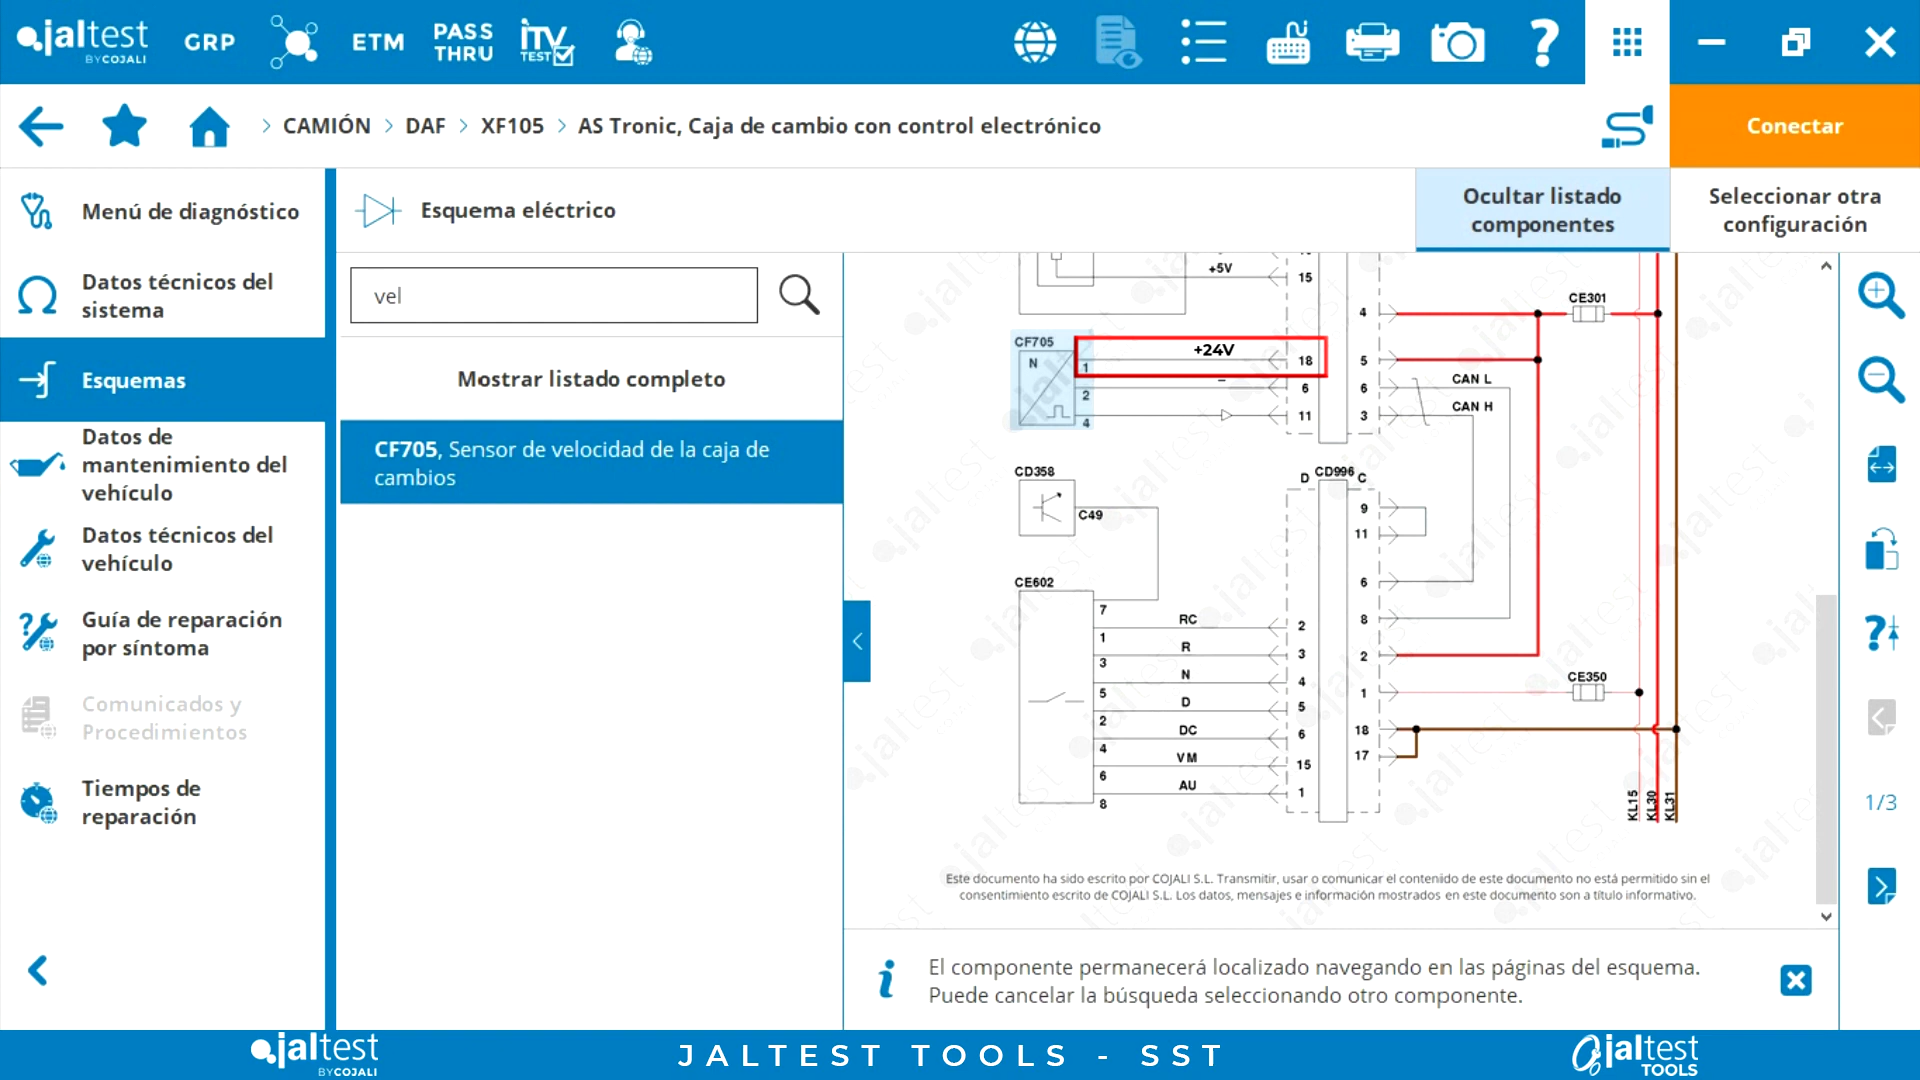 jaltest
BY COJALI
GRP
ETM
PASS
THRU
ITV
TEST
CAMIÓN
DAF
XF105
AS Tronic, Caja de cambio con control electrónico
Conectar
Menú de diagnóstico
Datos técnicos del
sistema
Esquemas
Datos de
mantenimiento del
vehículo
Datos técnicos del
vehículo
Guía de reparación
por síntoma
Comunicados y
Procedimientos
Tiempos de
reparación
Esquema eléctrico
Ocultar listado
componentes
Seleccionar otra
configuración
vel
Mostrar listado completo
CF705, Sensor de velocidad de la caja de
cambios
+5V
15
4
CE301
CF705
N
1
+24V
18
5
2
6
6
CAN L
4
11
3
CAN H
CD358
C49
D
CD996
C
9
11
6
8
2
1
18
17
CE602
7
RC
2
1
R
3
3
N
4
5
D
5
2
DC
6
4
VM
15
6
AU
1
8
CE350
KL15
KL30
KL31
1/3
Este documento ha sido escrito por COJALI S.L. Transmitir, usar o comunicar el contenido de este documento no está permitido sin el
consentimiento escrito de COJALI S.L. Los datos, mensajes e información mostrados en este documento son a título informativo.
El componente permanecerá localizado navegando en las páginas del esquema.
Puede cancelar la búsqueda seleccionando otro componente.
jaltest
BY COJALI
JALTEST TOOLS - SST
jaltest
TOOLS